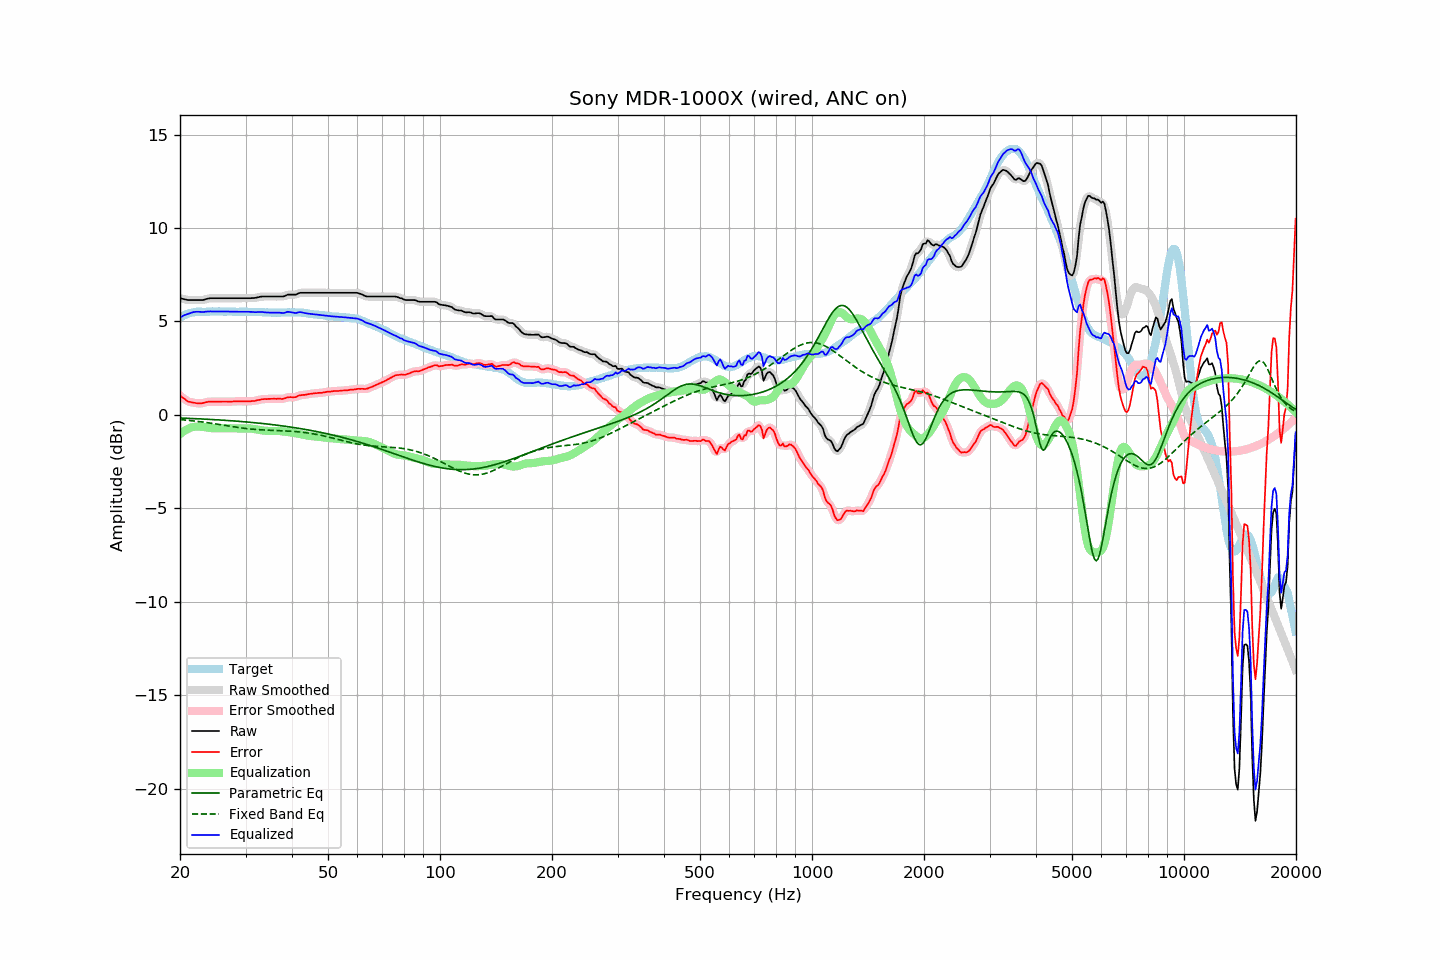 Sony MDR-1000X (wired, ANC on)
15
10
5
0
−5
−10
−15
−20
Amplitude (dBr)
Target
Raw Smoothed
Error Smoothed
Raw
Error
Equalization
Parametric Eq
Fixed Band Eq
Equalized
20
50
100
200
500
1000
2000
5000
10000
20000
Frequency (Hz)